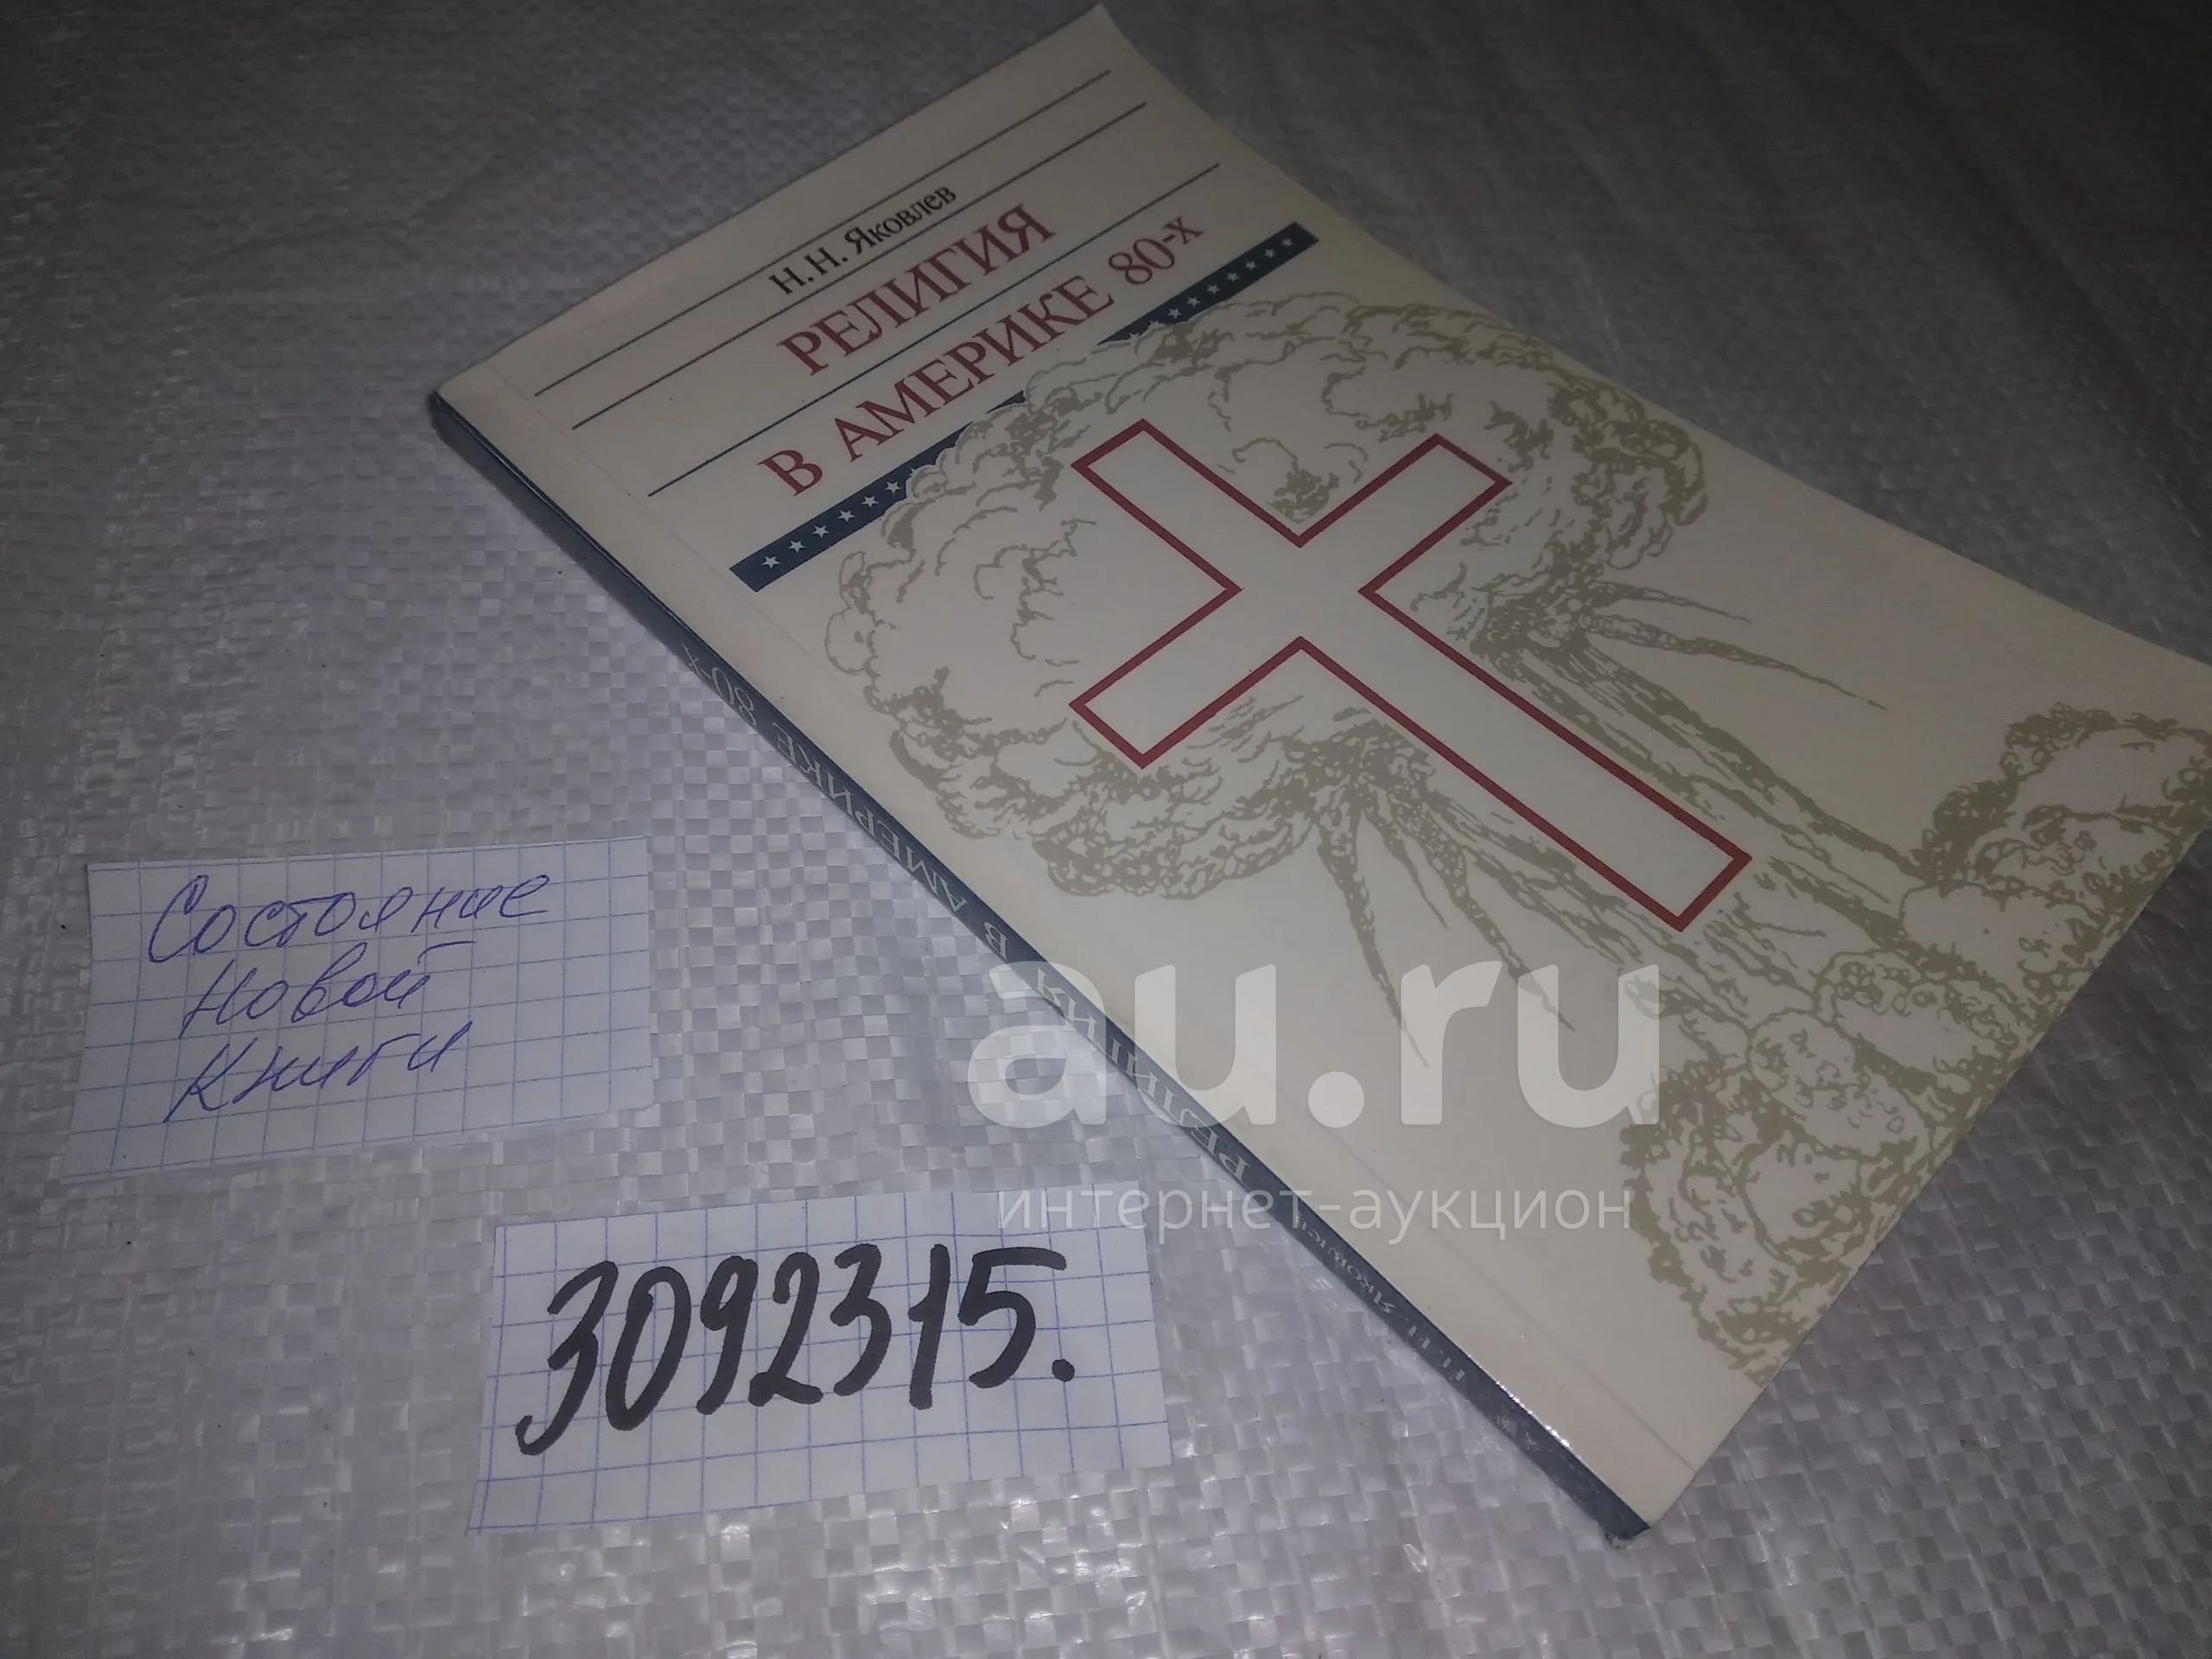 Н. Н. Яковлев
РЕЛИГИЯ
В АМЕРИКЕ 80-х
Н. Н. Яковлев РЕЛИГИЯ В АМЕРИКЕ 80-х
Состояние
новой
книги
au.ru
интернет-аукцион
3092315.